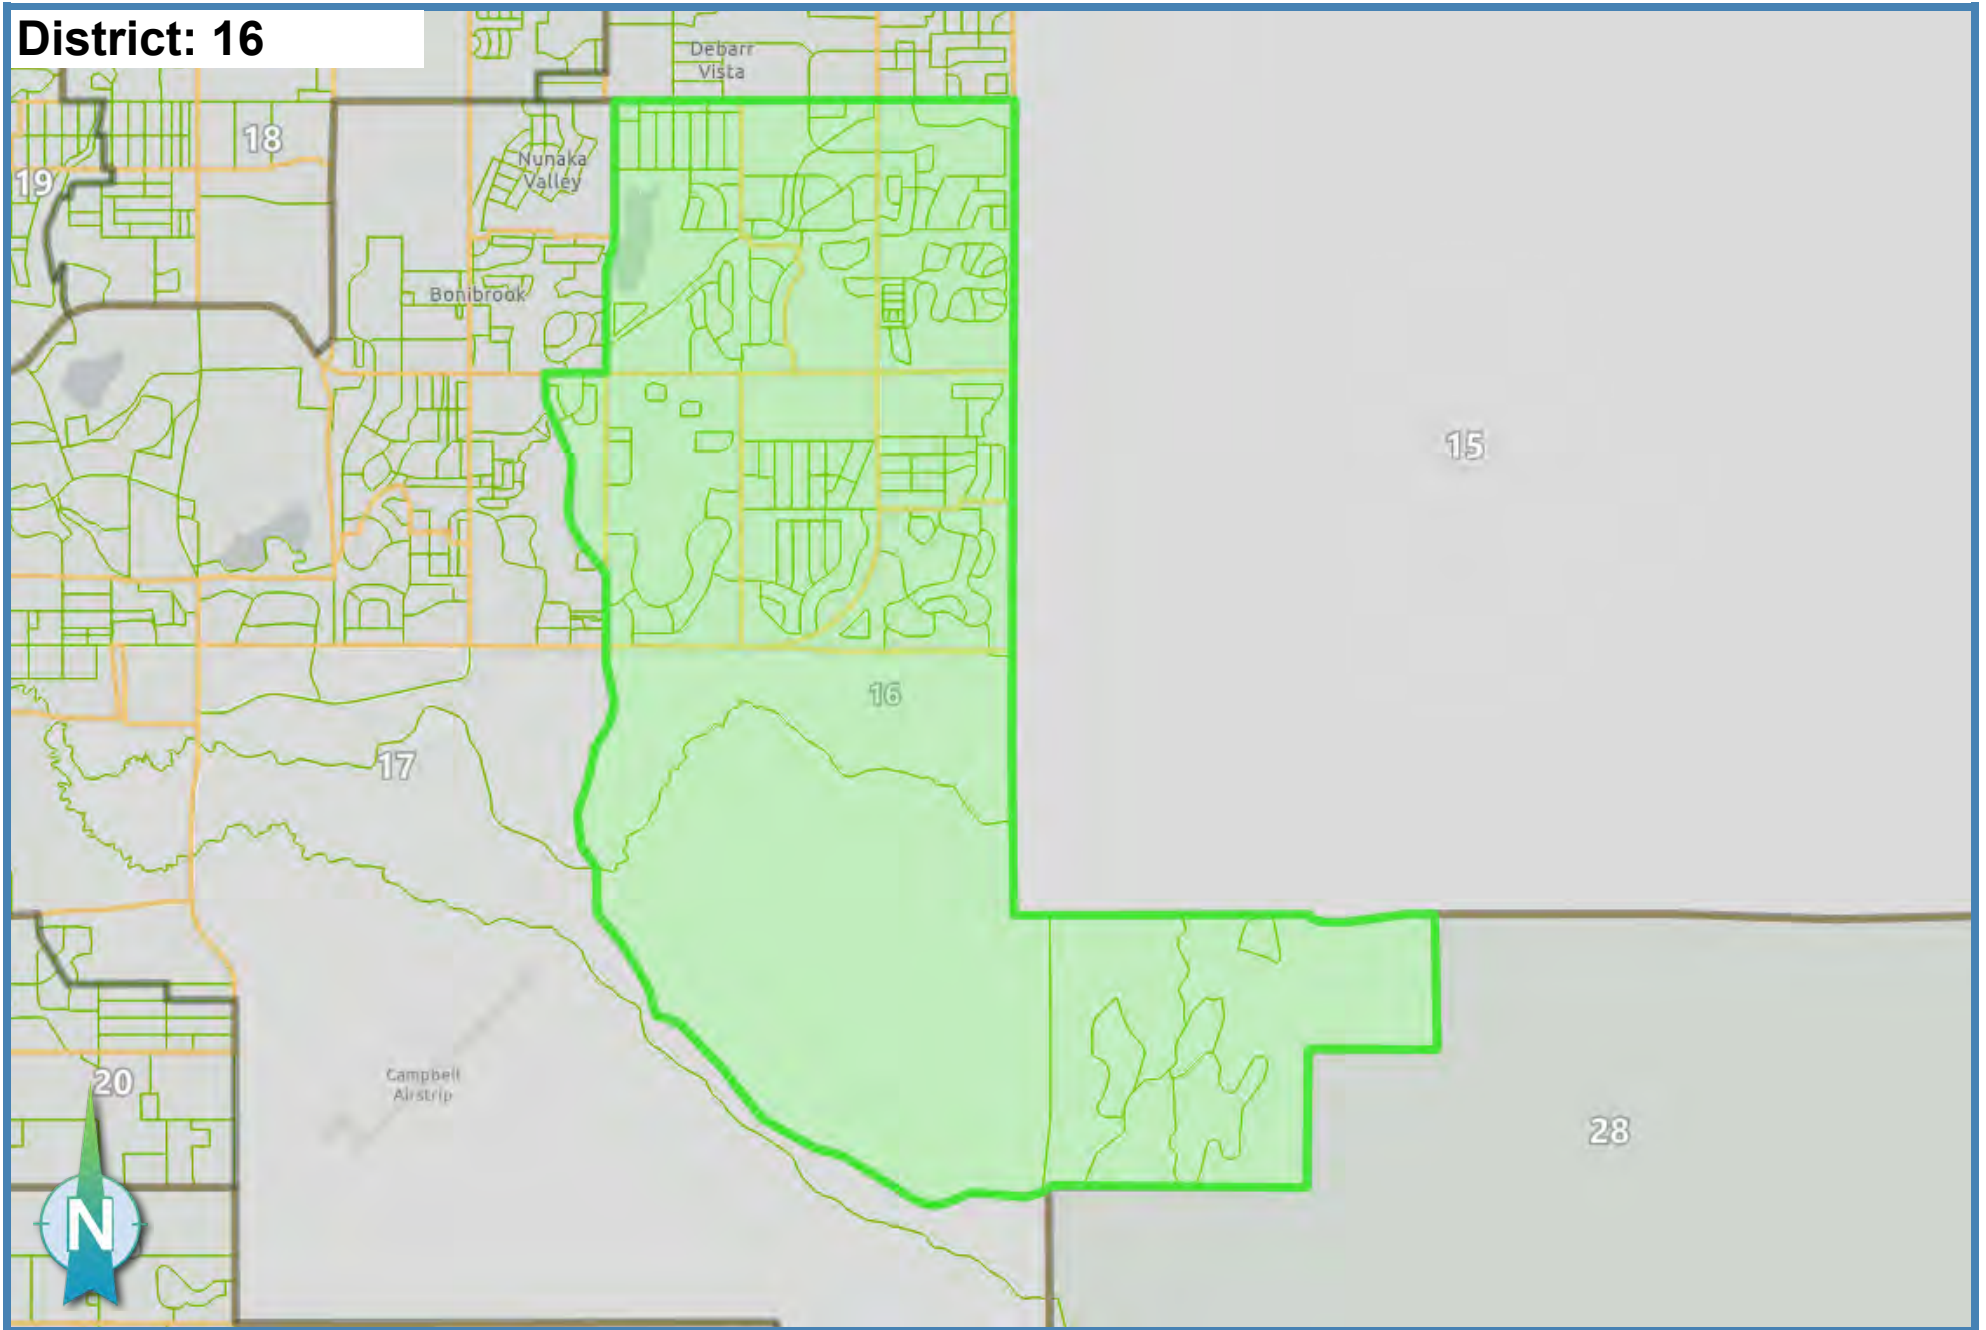 District: 16
Debarr
Vista
18
Nunaka
Valley
19
Bonibrook
15
16
17
Campbell
Airstrip
20
28
N